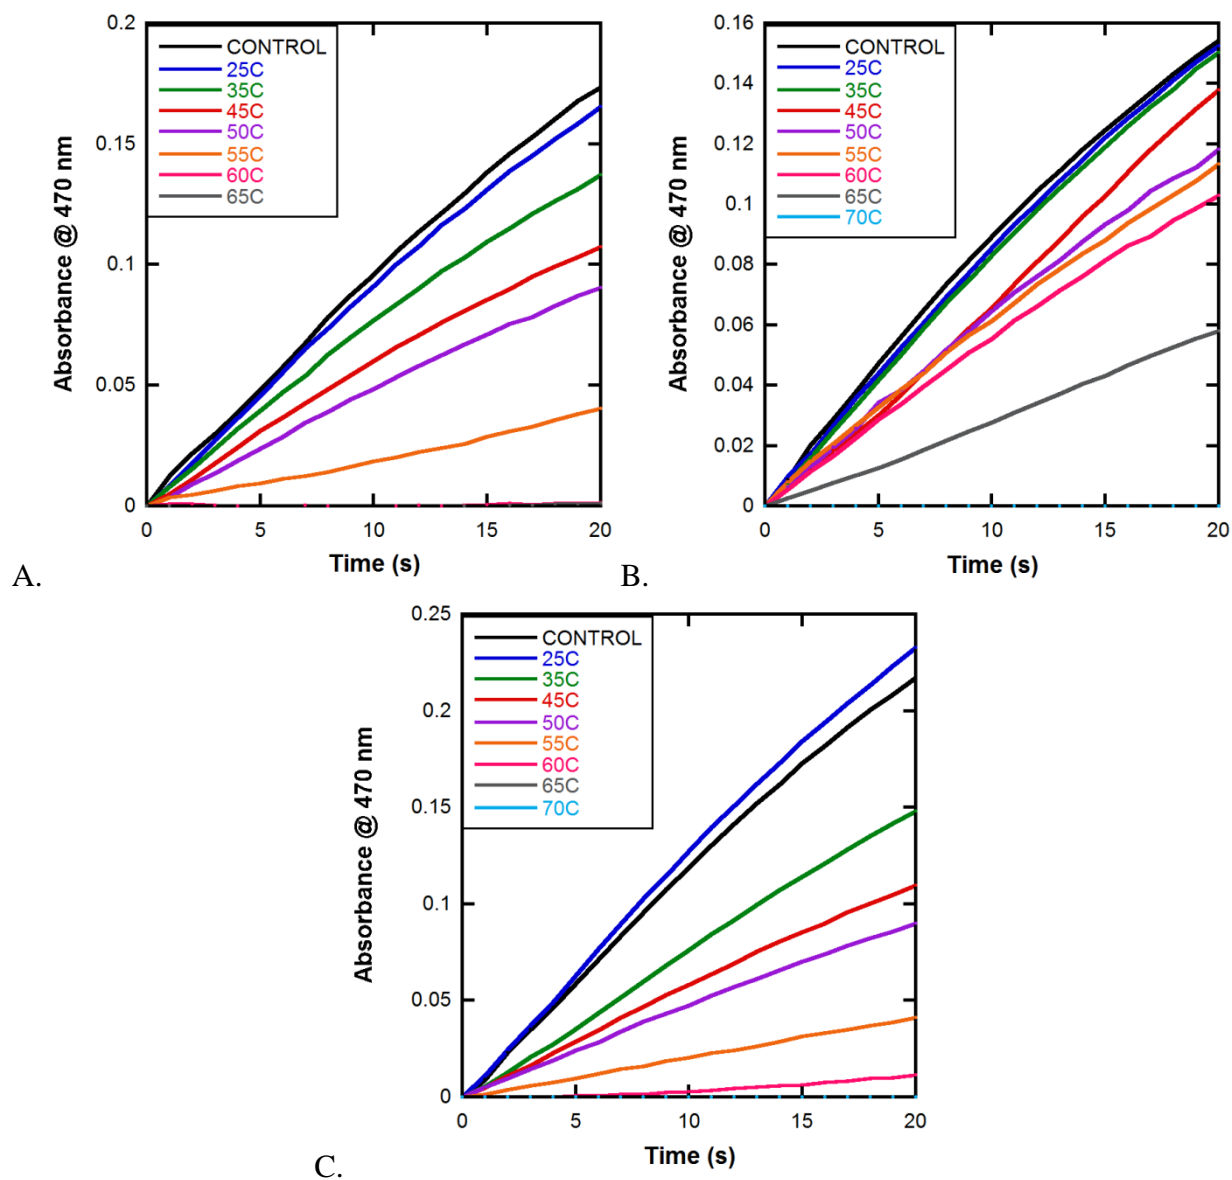 0.2
0.15
0.1
0.05
0
CONTROL
25C
35C
45C
50C
55C
60C
65C
0
5
10
15
20
Absorbance @ 470 nm
Time (s)
A.
0.16
0.14
0.12
0.1
0.08
0.06
0.04
0.02
0
CONTROL
25C
35C
45C
50C
55C
60C
65C
70C
0
5
10
15
20
Absorbance @ 470 nm
Time (s)
B.
0.25
0.2
0.15
0.1
0.05
0
CONTROL
25C
35C
45C
50C
55C
60C
65C
70C
0
5
10
15
20
Absorbance @ 470 nm
Time (s)
C.